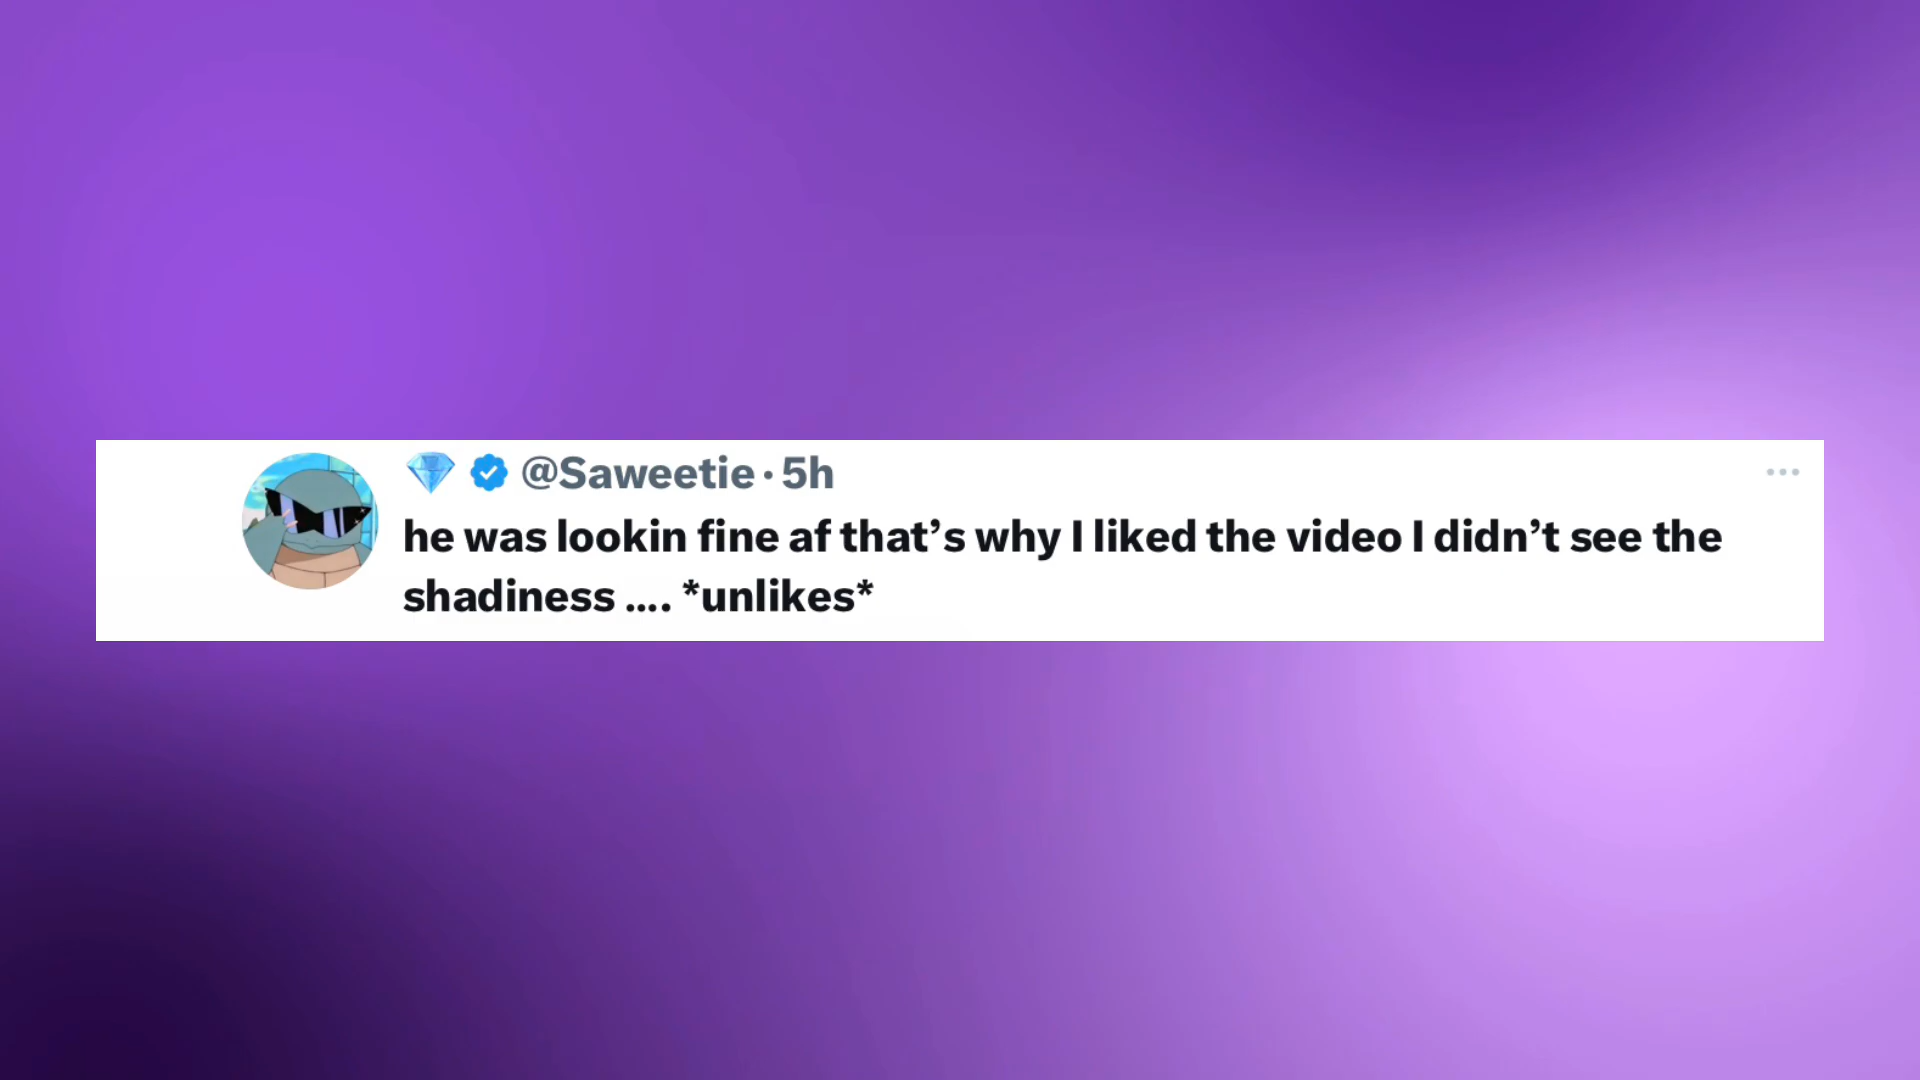 💎 @Saweetie · 5h
he was lookin fine af that’s why I liked the video I didn’t see the
shadiness .... *unlikes*